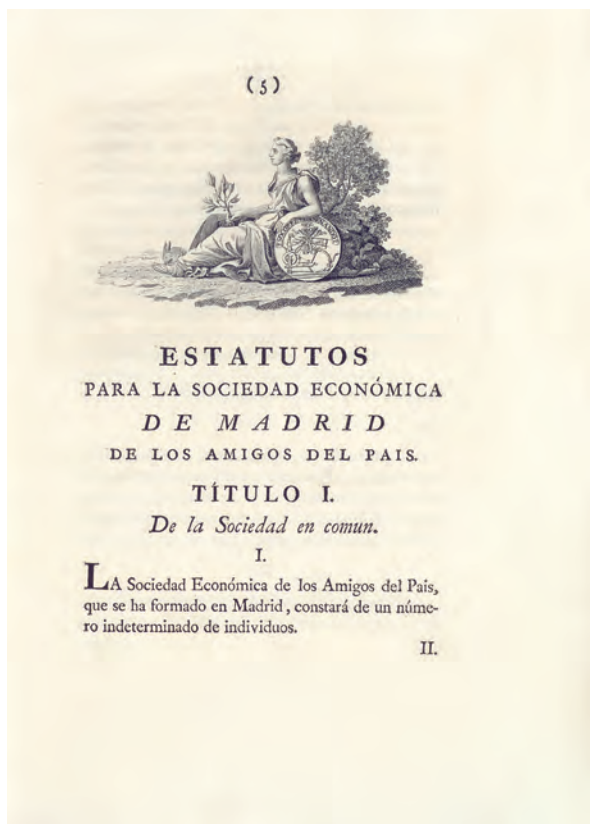 (5)
ESTATUTOS
PARA LA SOCIEDAD ECONÓMICA
DE MADRID
DE LOS AMIGOS DEL PAIS.
TÍTULO I.
De la Sociedad en comun.
I.
LA Sociedad Económica de los Amigos del País,
que se ha formado en Madrid, constará de un núme-
ro indeterminado de individuos.
II.